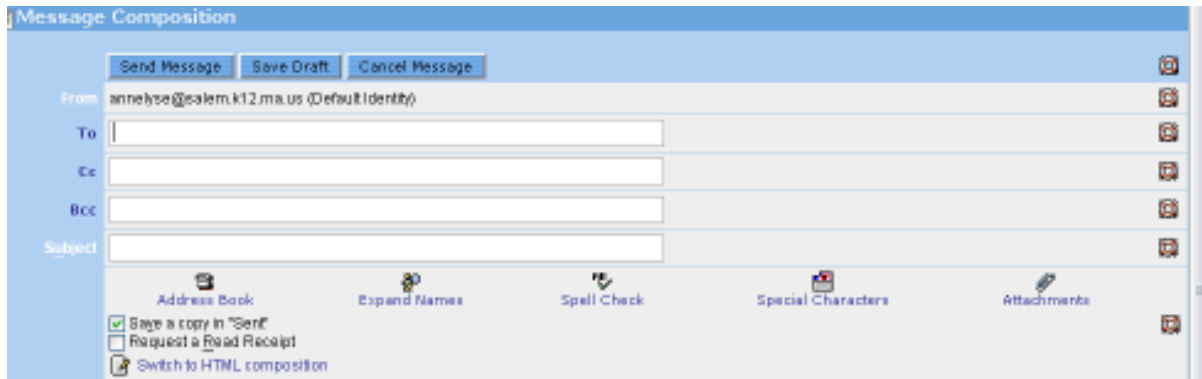 Message Composition
Send Message Save Draft Cancel Message
From annelyse@salem.k12.ma.us (Default Identity)
To
Cc
Bcc
Subject
Address Book Expand Names Spell Check Special Characters Attachments
Save a copy in "Sent"
Request a Read Receipt
Switch to HTML composition